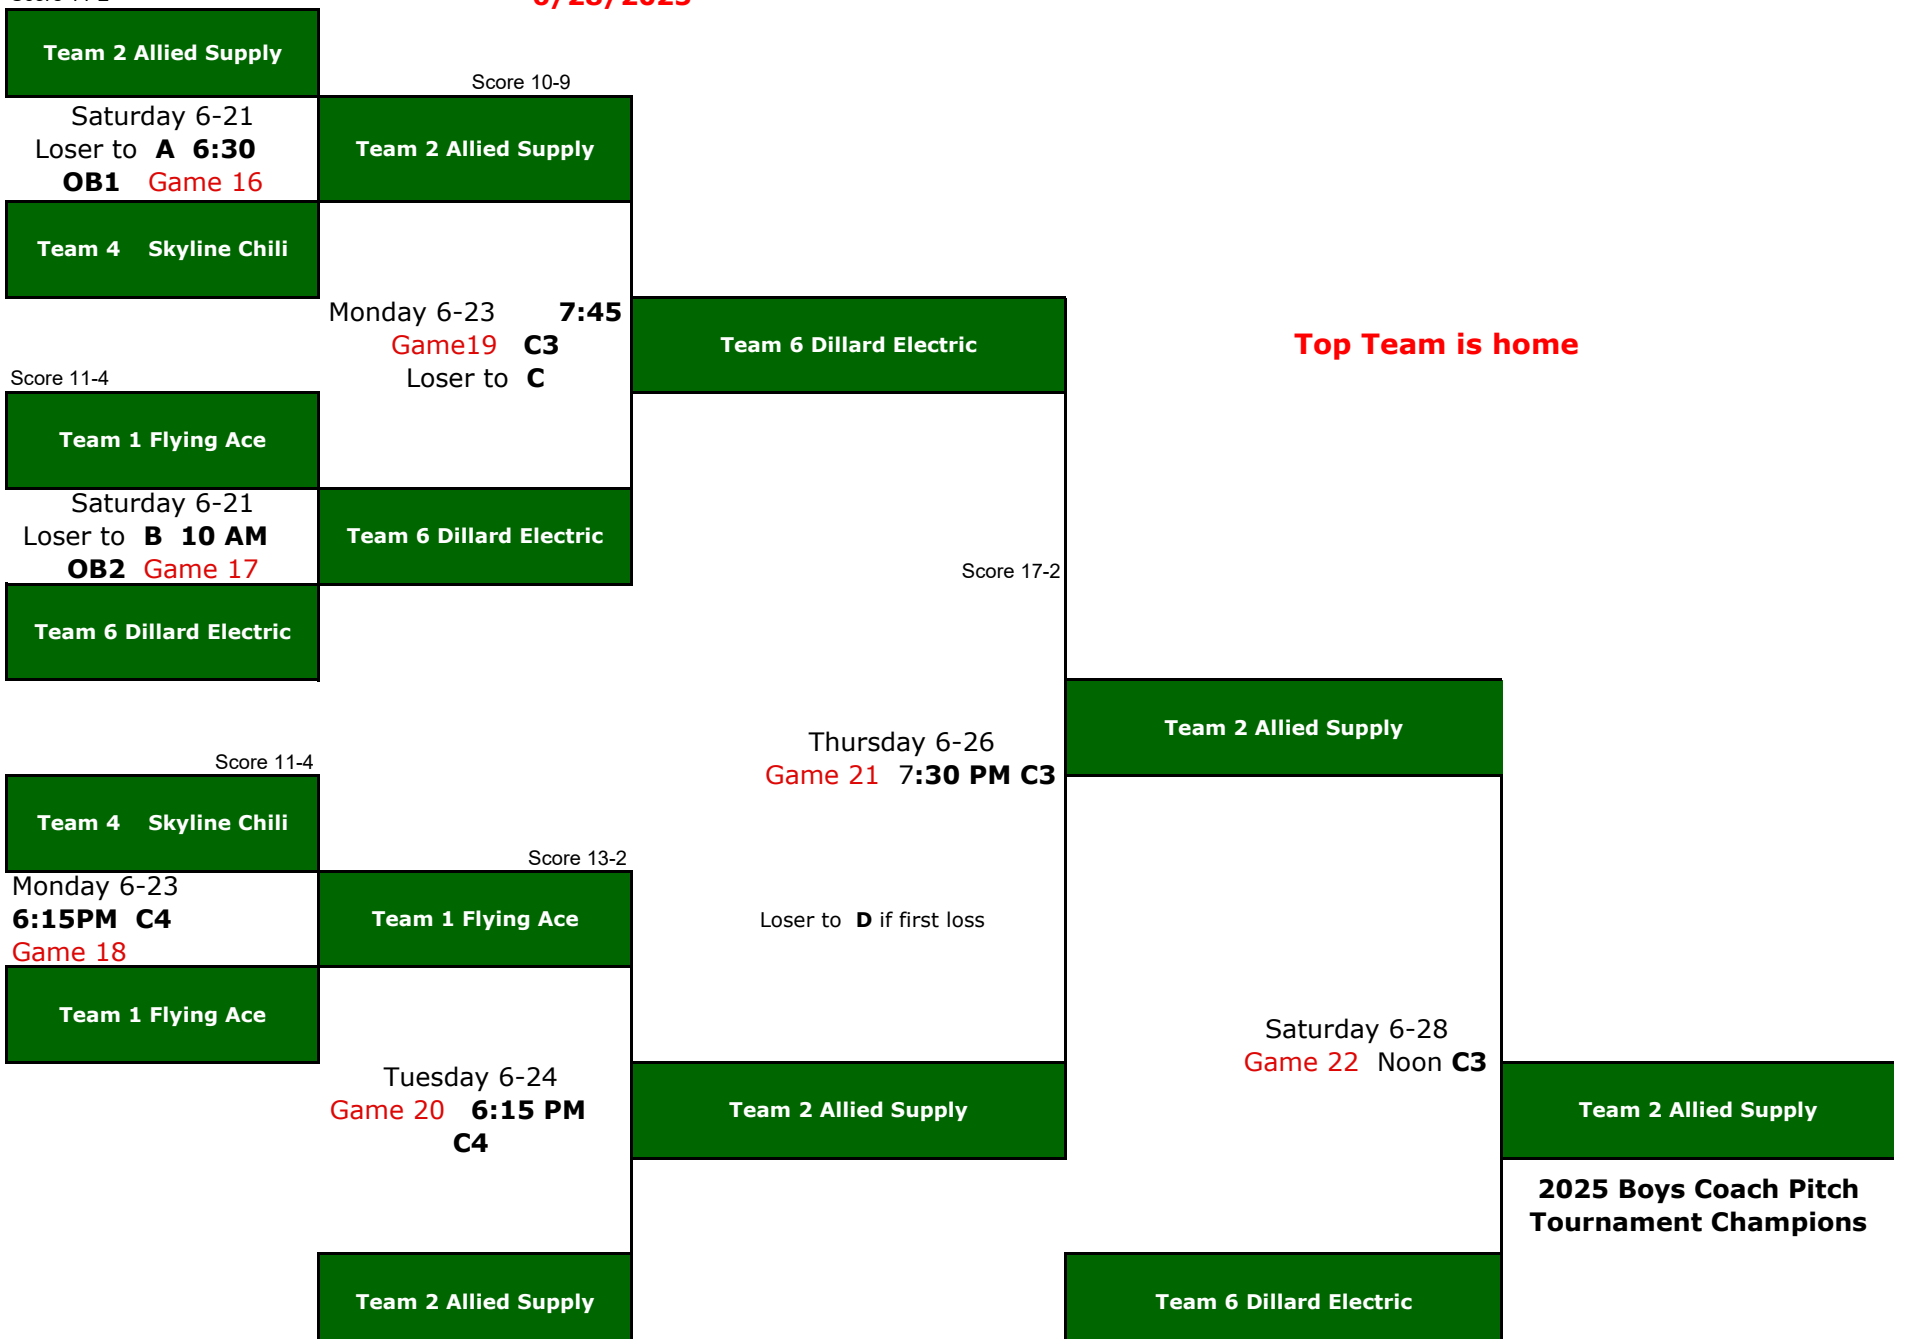 6/28/2025
Team 2 Allied Supply
Score 10-9
Saturday 6-21
Loser to A 6:30
OB1 Game 16
Team 2 Allied Supply
Team 4 Skyline Chili
Monday 6-23 7:45
Game19 C3
Loser to C
Team 6 Dillard Electric
Top Team is home
Score 11-4
Team 1 Flying Ace
Saturday 6-21
Loser to B 10 AM
OB2 Game 17
Team 6 Dillard Electric
Score 17-2
Team 6 Dillard Electric
Team 2 Allied Supply
Thursday 6-26
Game 21 7:30 PM C3
Score 11-4
Team 4 Skyline Chili
Score 13-2
Monday 6-23
6:15PM C4
Game 18
Team 1 Flying Ace
Loser to D if first loss
Team 1 Flying Ace
Saturday 6-28
Game 22 Noon C3
Tuesday 6-24
Game 20 6:15 PM
C4
Team 2 Allied Supply
Team 2 Allied Supply
2025 Boys Coach Pitch
Tournament Champions
Team 2 Allied Supply
Team 6 Dillard Electric